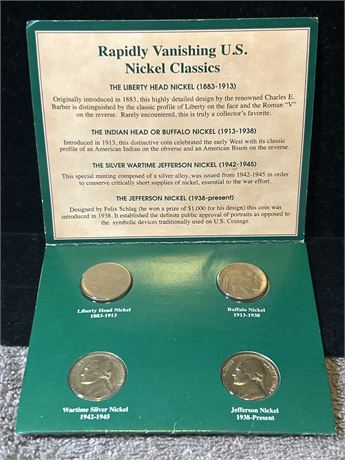 Rapidly Vanishing U.S.
Nickel Classics
THE LIBERTY HEAD NICKEL (1883-1913)
Originally introduced in 1883, this highly detailed design by the renowned Charles E.
Barber is distinguished by the classic profile of Liberty on the face and the Roman "V"
on the reverse. Rarely encountered, this is truly a collector's favorite.
THE INDIAN HEAD OR BUFFALO NICKEL (1913-1938)
Introduced in 1913, this distinctive coin celebrated the early West with its classic
profile of an American Indian on the obverse and an American Bison on the reverse.
THE SILVER WARTIME JEFFERSON NICKEL (1942-1945)
This special minting composed of a silver alloy, was issued from 1942-1945 in order
to conserve critically short supplies of nickel, essential to the war effort.
THE JEFFERSON NICKEL (1938-present)
Designed by Felix Schlag (he won a prize of $1,000 for his design) this coin was
introduced in 1938. It established the definite public approval of portraits as opposed to
the symbolic devices traditionally used on U.S. Coinage.
Liberty Head Nickel
1883-1913
Buffalo Nickel
1913-1938
Wartime Silver Nickel
1942-1945
Jefferson Nickel
1938-Present